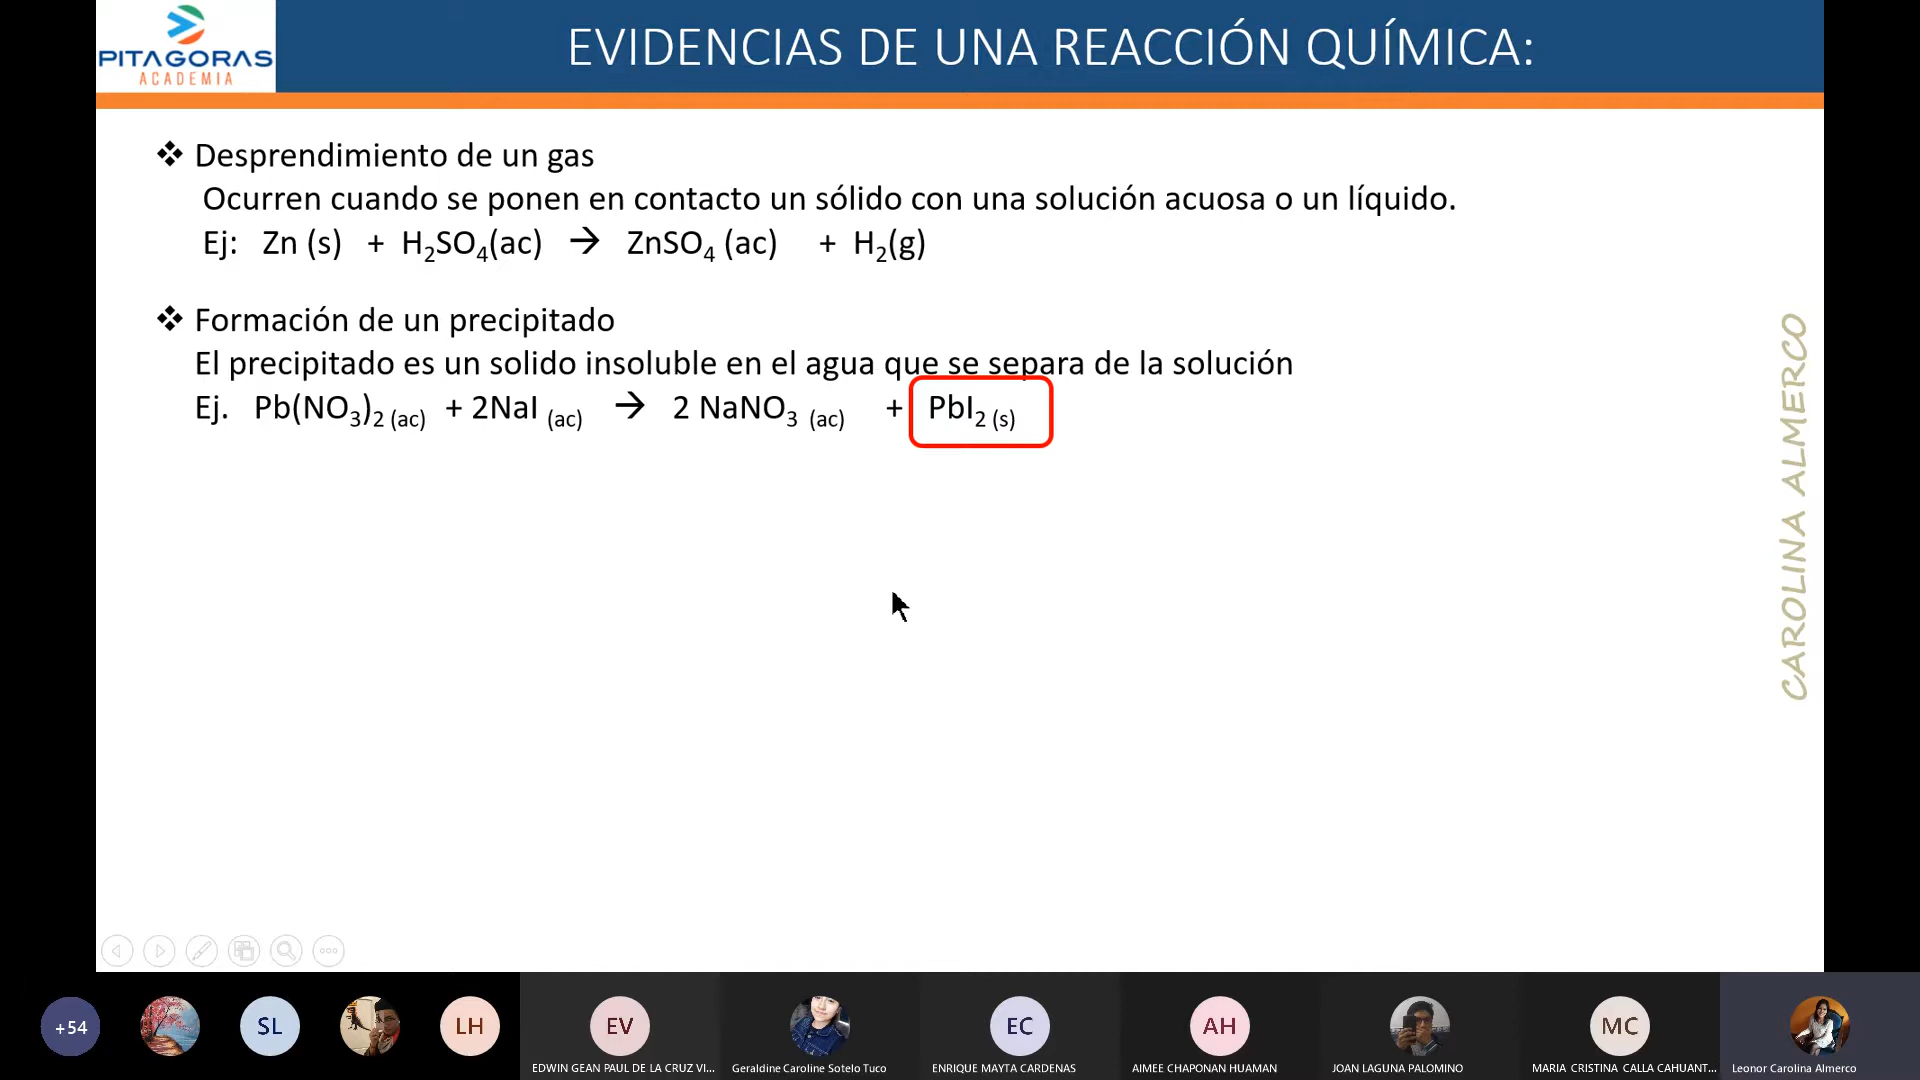 PITAGORAS
ACADEMIA
EVIDENCIAS DE UNA REACCIÓN QUÍMICA:
❖ Desprendimiento de un gas
Ocurren cuando se ponen en contacto un sólido con una solución acuosa o un líquido.
Ej: Zn (s) + H₂SO₄(ac) → ZnSO₄ (ac) + H₂(g)
❖ Formación de un precipitado
El precipitado es un solido insoluble en el agua que se separa de la solución
Ej. Pb(NO₃)₂ (ac) + 2NaI (ac) → 2 NaNO₃ (ac) + PbI₂ (s)
CAROLINA ALMERCO
+54
SL
LH
EV
EC
AH
MC
EDWIN GEAN PAUL DE LA CRUZ VI...
Geraldine Caroline Sotelo Tuco
ENRIQUE MAYTA CARDENAS
AIMEE CHAPONAN HUAMAN
JOAN LAGUNA PALOMINO
MARIA CRISTINA CALLA CAHUANT...
Leonor Carolina Almerco